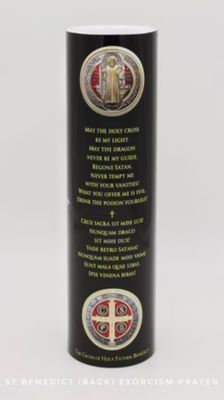 May the holy cross
be my light.
May the dragon
never be my guide.
Begone Satan.
Never tempt me
with your vanities!
What you offer me is evil.
Drink the poison yourself!
Crux sacra sit mihi lux!
Nunquam draco
sit mihi dux!
Vade retro Satana!
Nunquam suade mihi vana!
Sunt mala quae libas.
Ipse venena bibas!
C S
P B
The Cross of Holy Father Benedict
ST BENEDICT (BACK) EXORCISM PRAYER